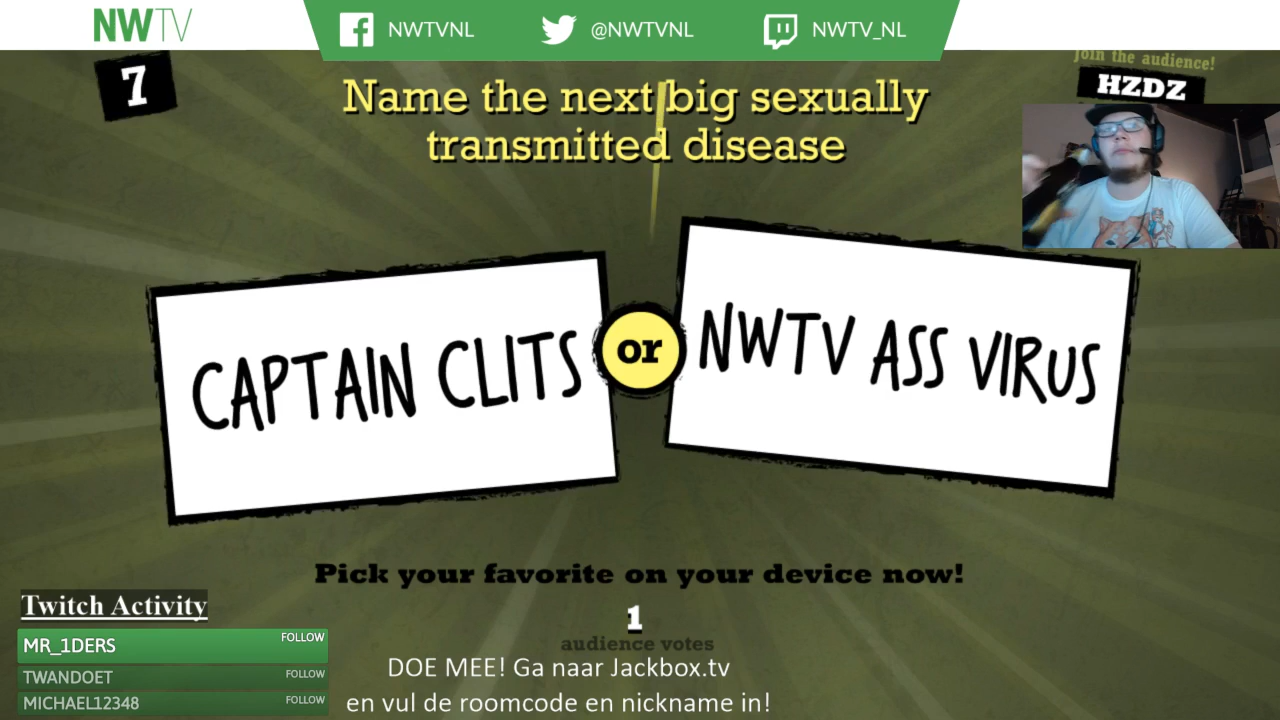 NWTV
NWTVNL
@NWTVNL
NWTV_NL
7
Join the audience!
HZDZ
Name the next big sexually
transmitted disease
CAPTAIN CLITS
or
NWTV ASS VIRUS
Pick your favorite on your device now!
1
audience votes
DOE MEE! Ga naar Jackbox.tv
en vul de roomcode en nickname in!
Twitch Activity
MR_1DERS FOLLOW
TWANDOET FOLLOW
MICHAEL12348 FOLLOW